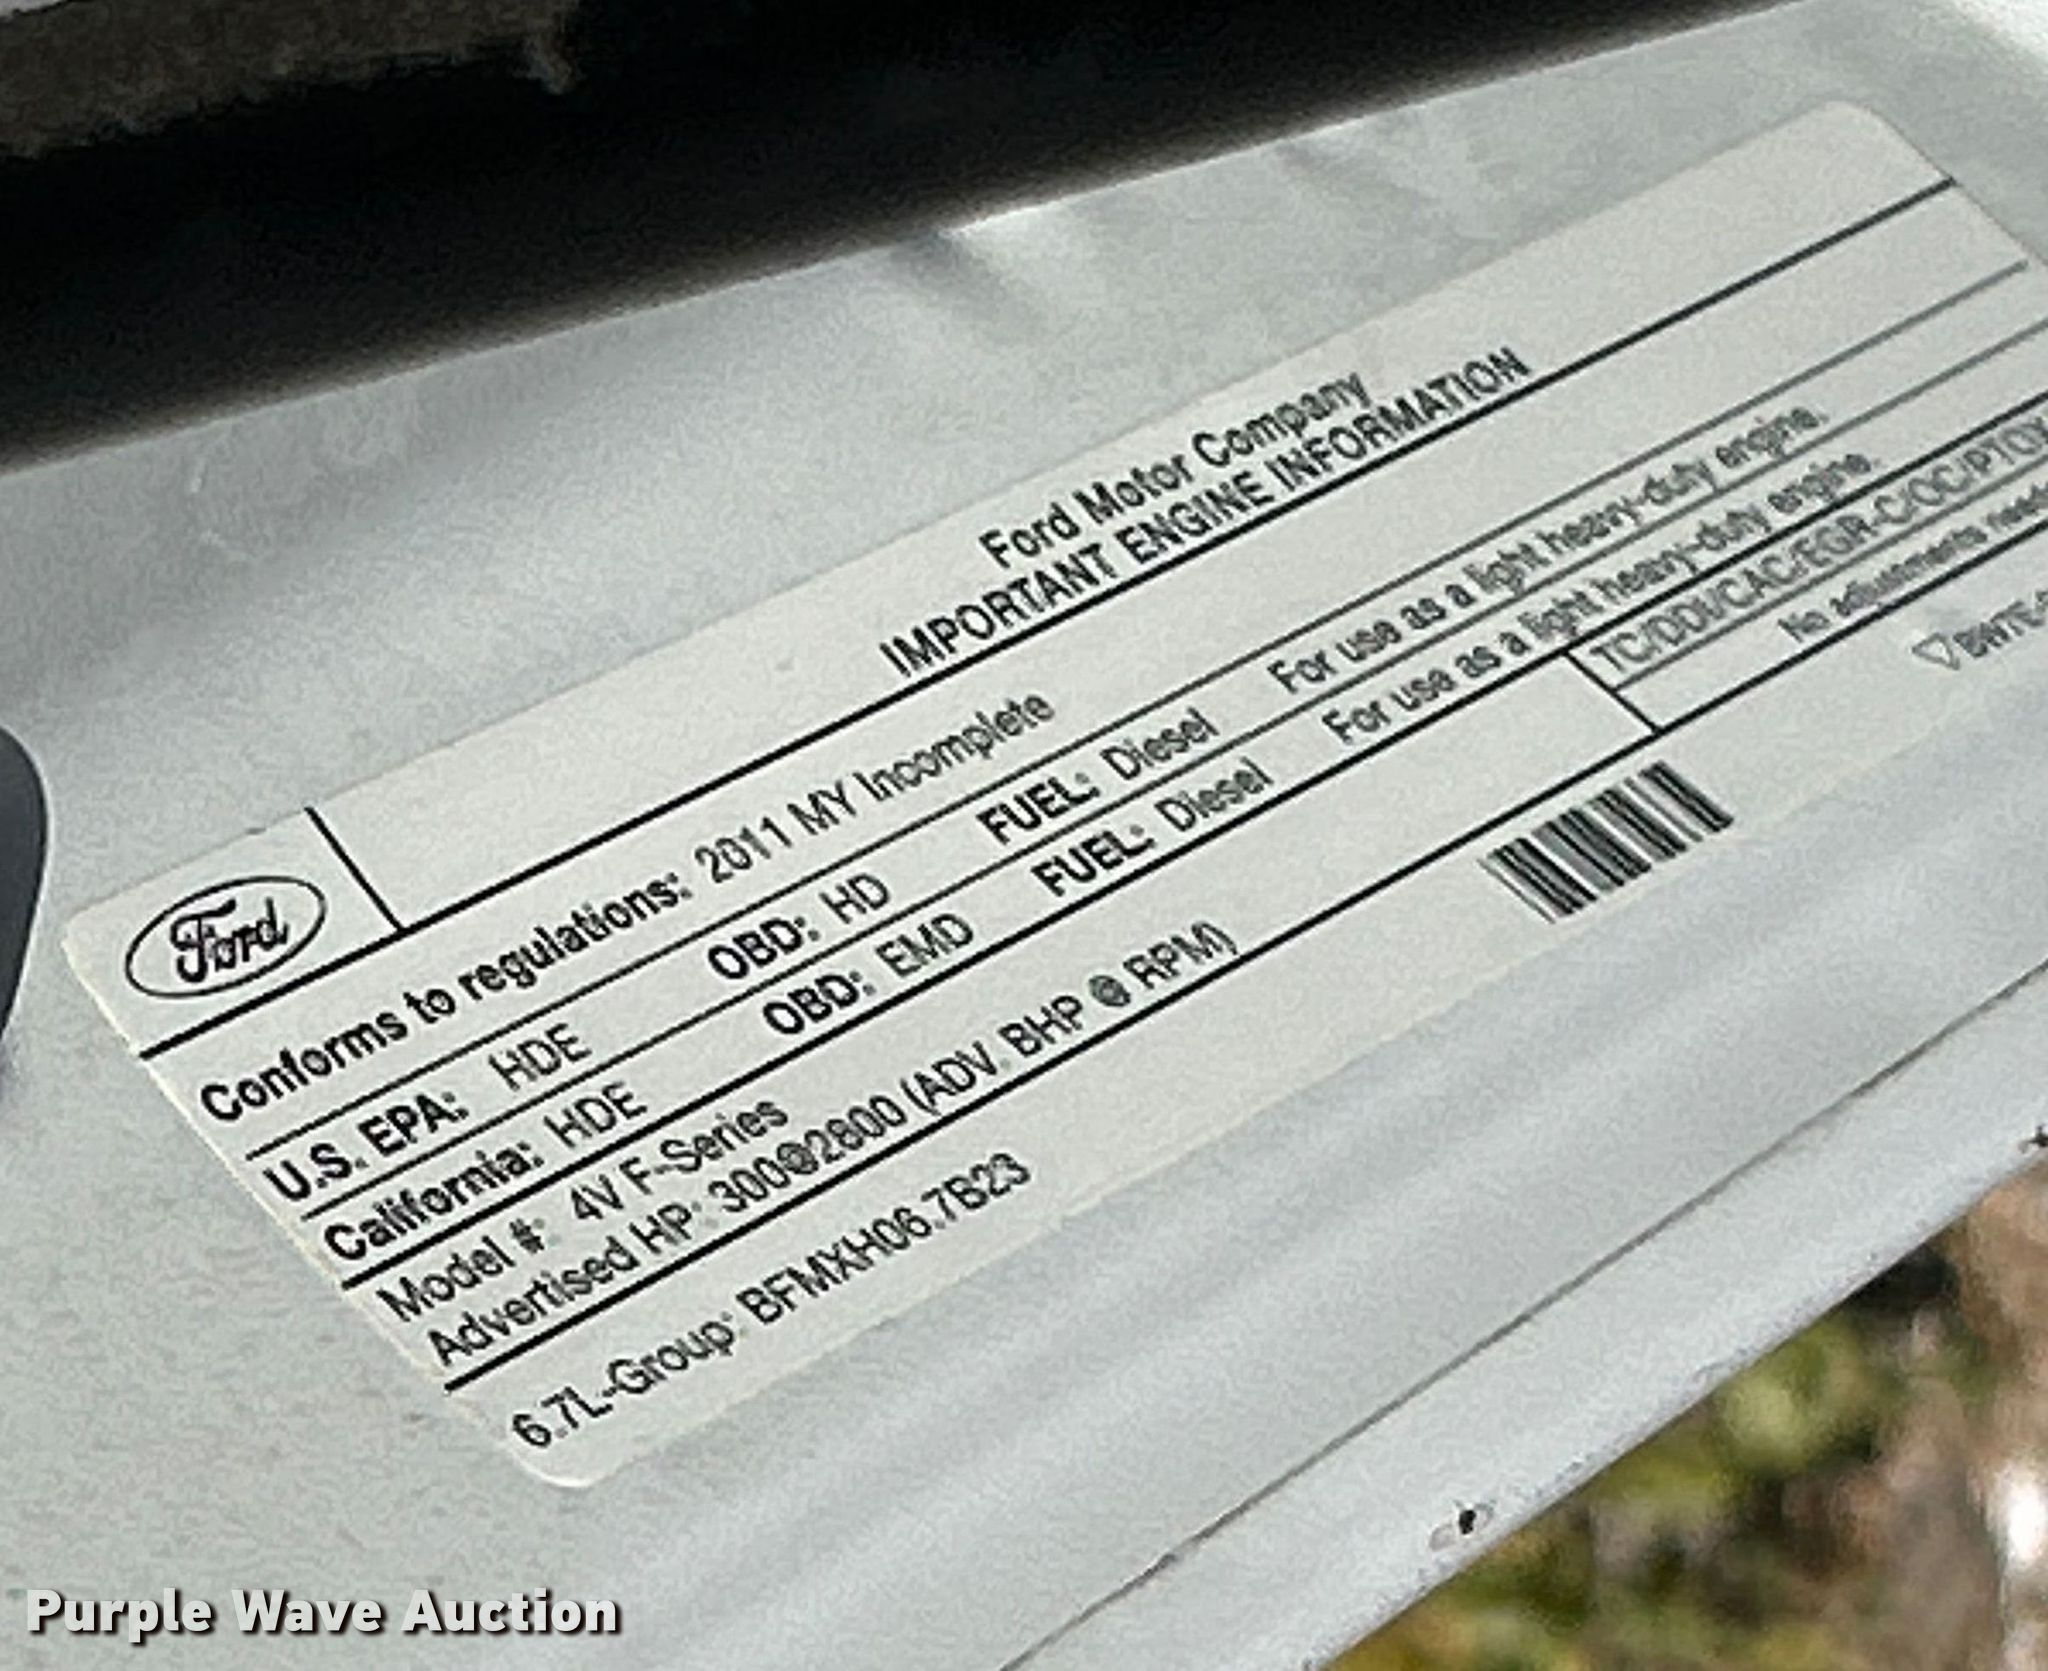 Ford
Ford Motor Company
IMPORTANT ENGINE INFORMATION
Conforms to regulations: 2011 MY Incomplete
U.S. EPA: HDE OBD: HD FUEL: Diesel For use as a light heavy-duty engine.
California: HDE OBD: EMD FUEL: Diesel For use as a light heavy-duty engine.
Model #: 4V F-Series TC/DDI/CAC/EGR-C/OC/PTOX
Advertised HP: 300@2800 (ADV. BHP @ RPM) No adjustments
6.7L-Group: BFMXH06.7B23
Purple Wave Auction